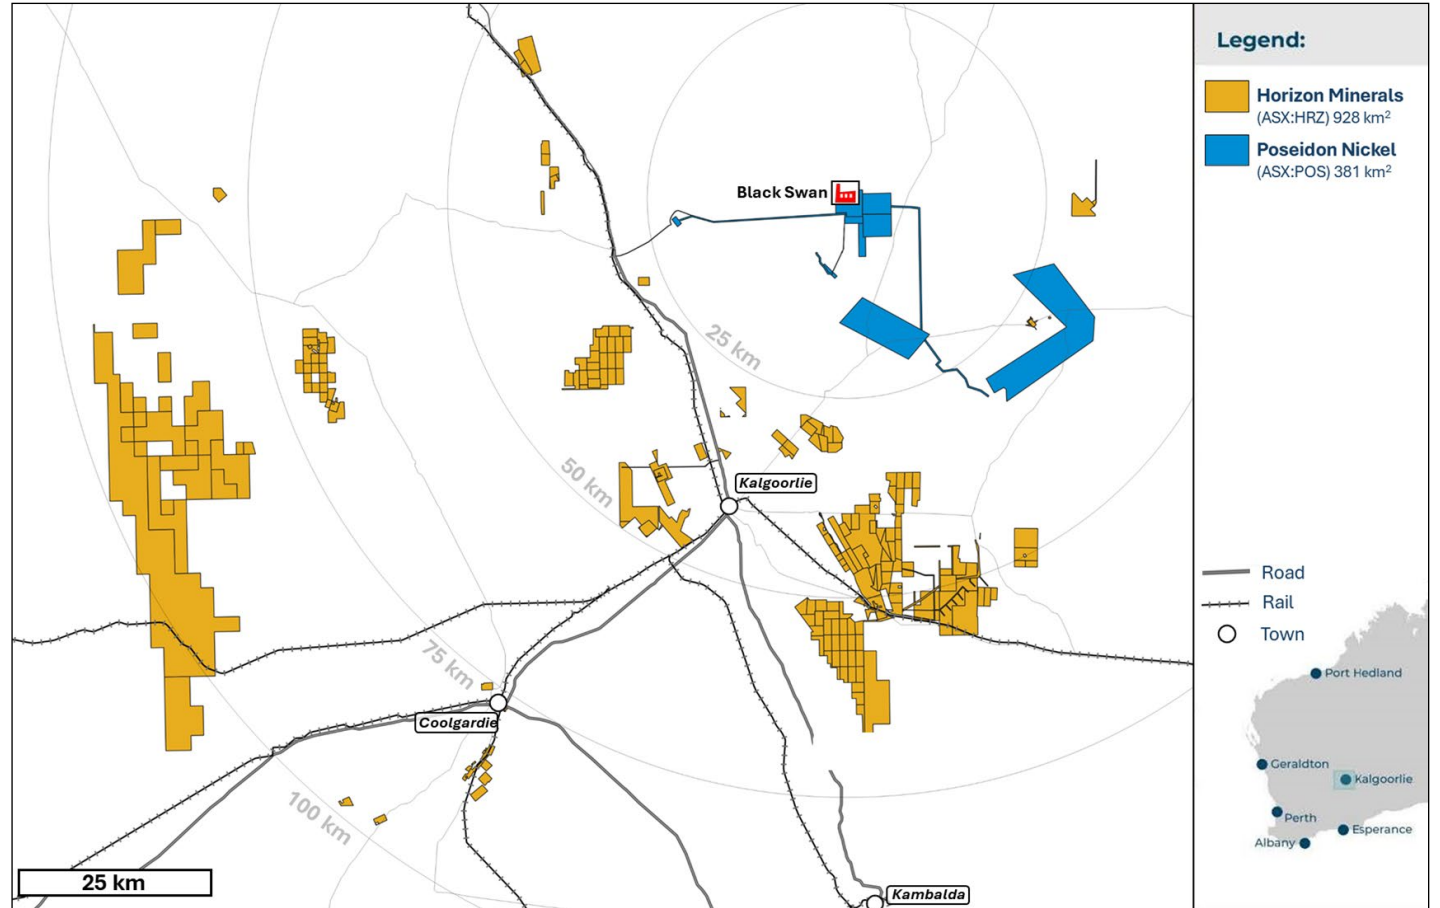 Legend:
Horizon Minerals
(ASX:HRZ) 928 km²
Poseidon Nickel
(ASX:POS) 381 km²
Black Swan
25 km
50 km
Kalgoorlie
75 km
Coolgardie
100 km
25 km
Kambalda
Road
Rail
Town
Port Hedland
Geraldton
Kalgoorlie
Perth
Esperance
Albany